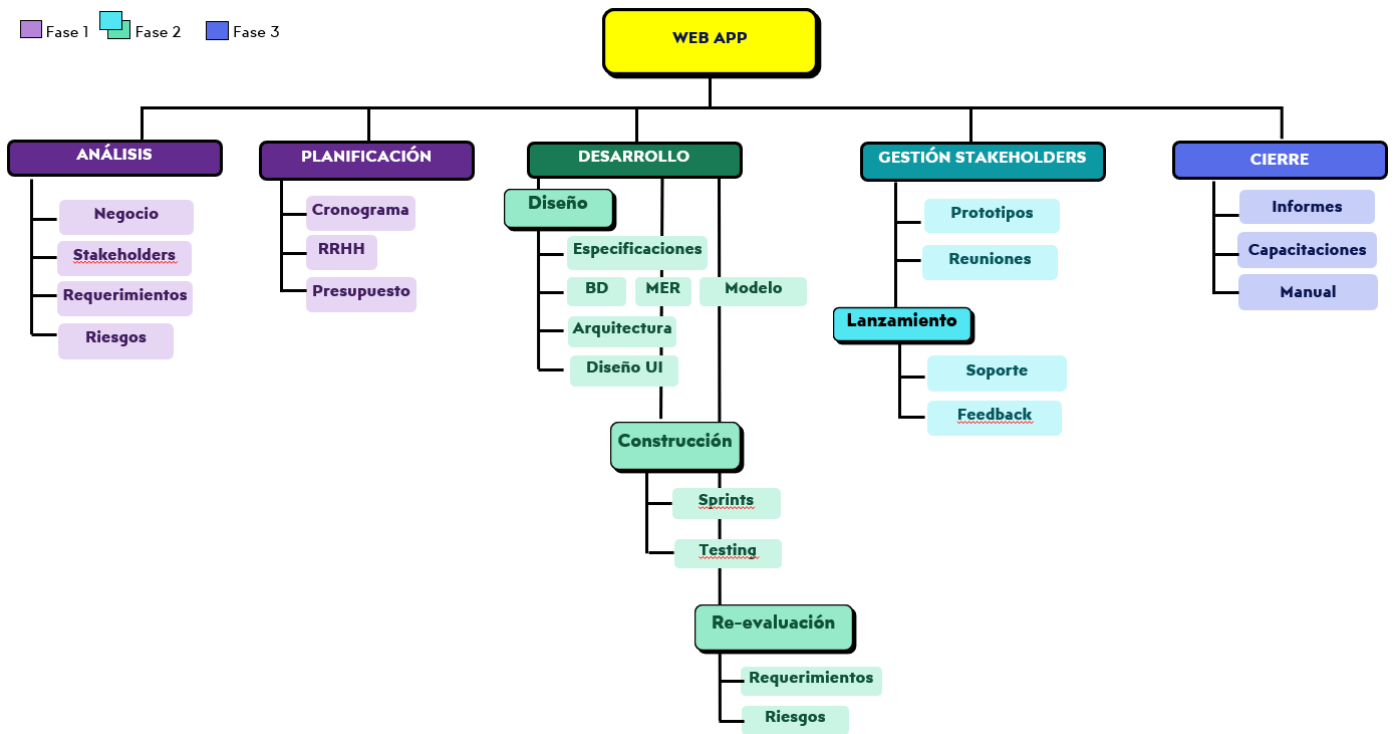 Fase 1
Fase 2
Fase 3
WEB APP
ANÁLISIS
PLANIFICACIÓN
DESARROLLO
GESTIÓN STAKEHOLDERS
CIERRE
Negocio
Stakeholders
Requerimientos
Riesgos
Cronograma
RRHH
Presupuesto
Diseño
Especificaciones
BD
MER
Modelo
Arquitectura
Diseño UI
Construcción
Sprints
Testing
Re-evaluación
Requerimientos
Riesgos
Prototipos
Reuniones
Lanzamiento
Soporte
Feedback
Informes
Capacitaciones
Manual